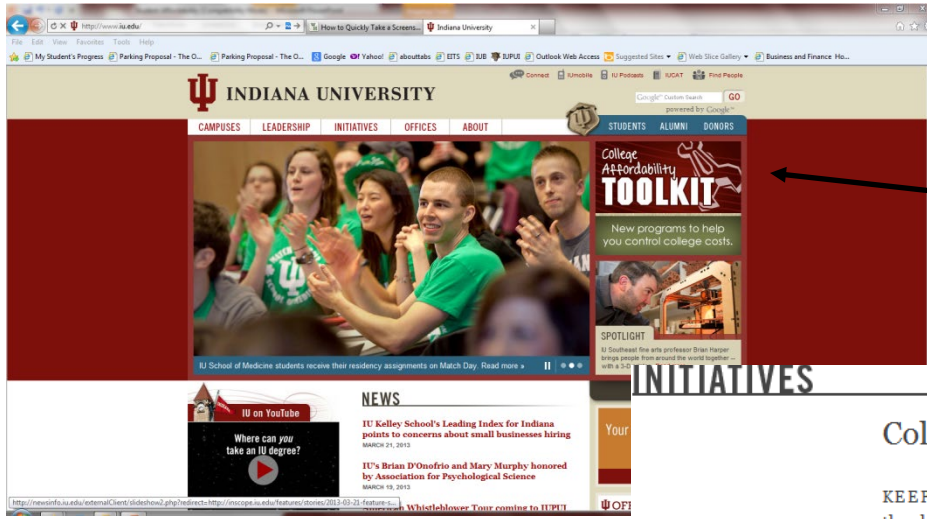 http://www.iu.edu/
How to Quickly Take a Screens...
Indiana University
File Edit View Favorites Tools Help
My Student's Progress
Parking Proposal - The O...
Parking Proposal - The O...
Google
Yahoo!
abouttabs
EITS
IUB
IUPUI
Outlook Web Access
Suggested Sites
Web Slice Gallery
Business and Finance Ho...
Connect
IUmobile
IU Podcasts
IUCAT
Find People
INDIANA UNIVERSITY
Google™ Custom Search
GO
powered by Google™
CAMPUSES LEADERSHIP INITIATIVES OFFICES ABOUT
STUDENTS ALUMNI DONORS
College
Affordability
TOOLKIT
New programs to help
you control college costs.
SPOTLIGHT
IU Southeast fine arts professor Brian Harper
brings people from around the world together --
with a 3-D
IU School of Medicine students receive their residency assignments on Match Day. Read more »
INITIATIVES
Col
KEEP
IU on YouTube
Where can you
take an IU degree?
NEWS
IU Kelley School's Leading Index for Indiana
points to concerns about small businesses hiring
MARCH 21, 2013
IU's Brian D'Onofrio and Mary Murphy honored
by Association for Psychological Science
MARCH 19, 2013
American Whistleblower Tour coming to IUPUI
Your
OFF
http://newsinfo.iu.edu/externalClient/slideshow2.php?redirect=http://inscope.iu.edu/features/stories/2013-03-21-feature-s...